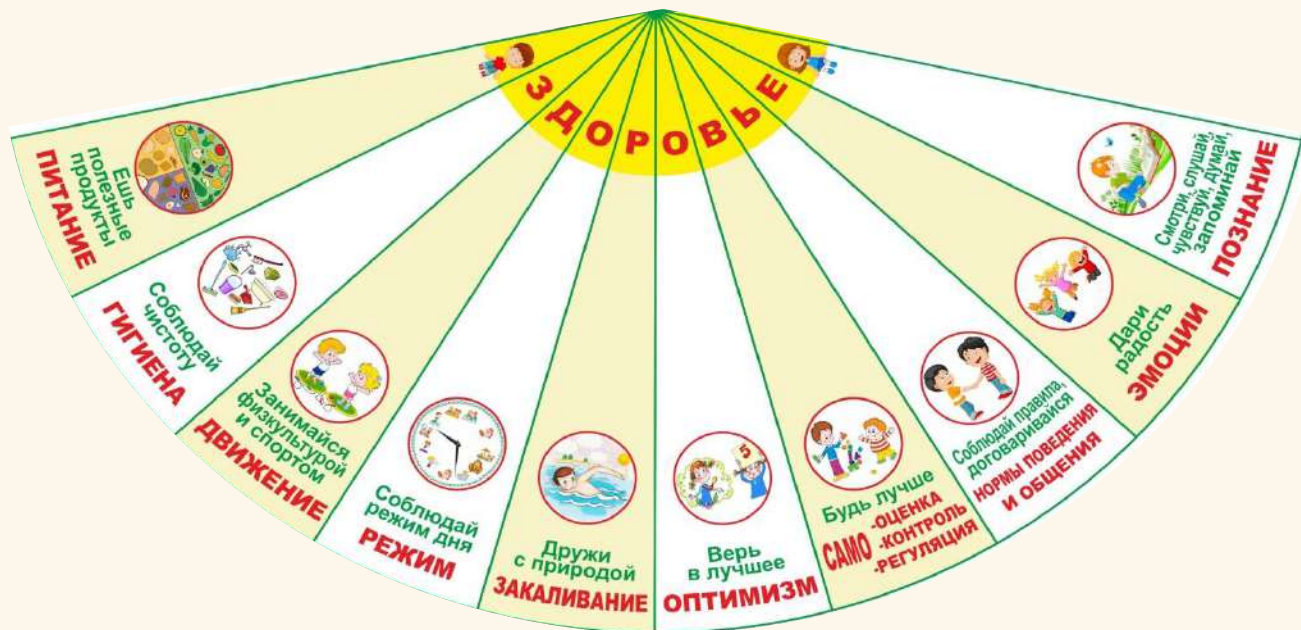 ЗДОРОВЬЕ
Ешь
полезные
продукты
ПИТАНИЕ
Соблюдай
чистоту
ГИГИЕНА
Занимайся
физкультурой
и спортом
ДВИЖЕНИЕ
Соблюдай
режим дня
РЕЖИМ
Дружи
с природой
ЗАКАЛИВАНИЕ
Верь
в лучшее
ОПТИМИЗМ
5
Будь лучше
САМО -ОЦЕНКА
-КОНТРОЛЬ
-РЕГУЛЯЦИЯ
Соблюдай правила,
договаривайся
НОРМЫ ПОВЕДЕНИЯ
И ОБЩЕНИЯ
Дари
радость
ЭМОЦИИ
Смотри, слушай,
чувствуй, думай,
запоминай
ПОЗНАНИЕ